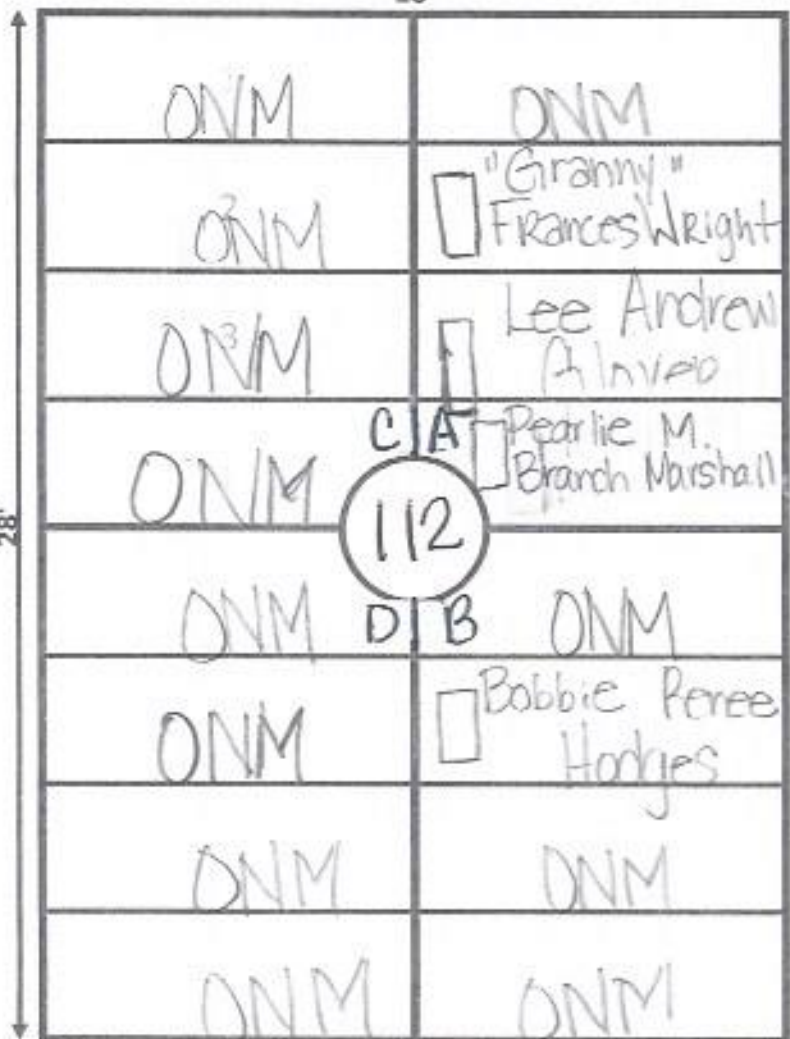 ONM ONM
"Granny"
Frances Wright
ONM
Lee Andrew
ONM
C A
Pearlie M.
Branch Marshall
ONM
112
28'
ONM D B ONM
Bobbie Reree
Hodges
ONM
ONM ONM
ONM ONM